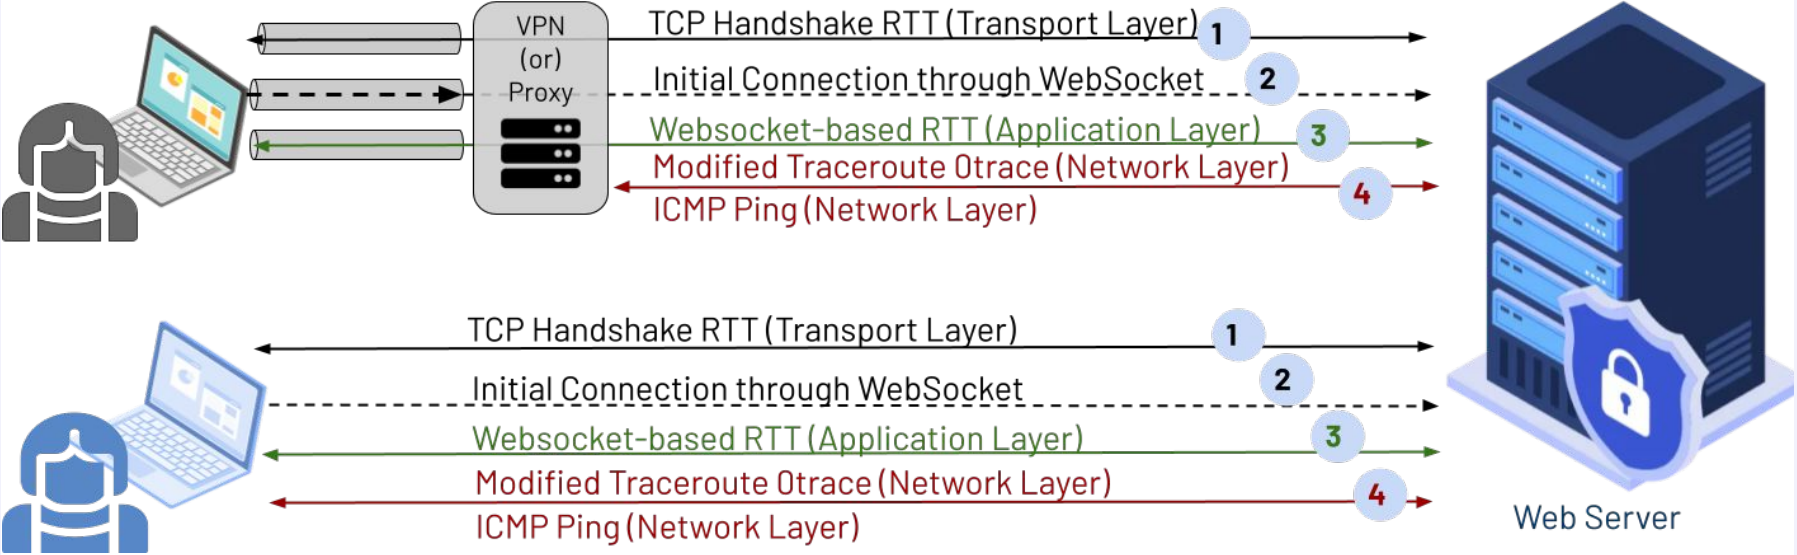 VPN
(or)
Proxy
TCP Handshake RTT (Transport Layer) 1
Initial Connection through WebSocket 2
Websocket-based RTT (Application Layer) 3
Modified Traceroute 0trace (Network Layer) 4
ICMP Ping (Network Layer)
TCP Handshake RTT (Transport Layer) 1
Initial Connection through WebSocket 2
Websocket-based RTT (Application Layer) 3
Modified Traceroute 0trace (Network Layer) 4
ICMP Ping (Network Layer)
Web Server